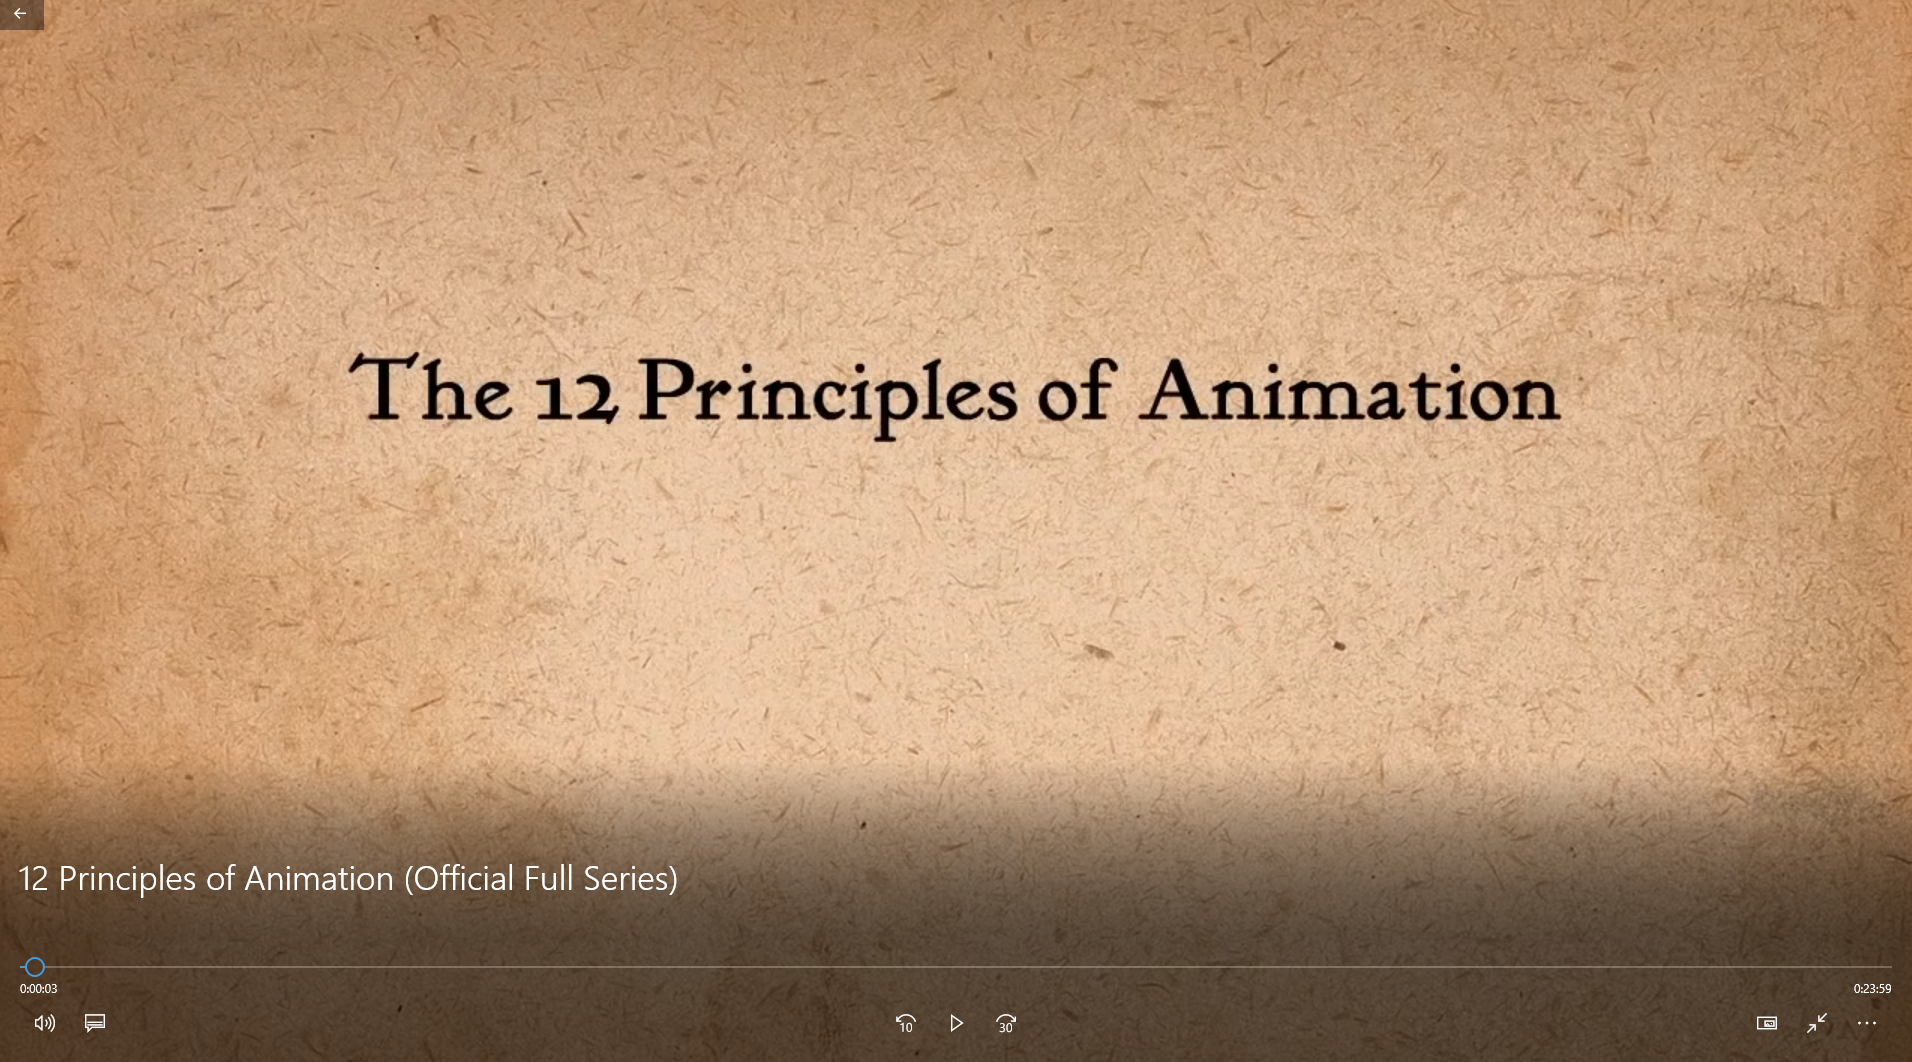 The 12 Principles of Animation
12 Principles of Animation (Official Full Series)
0:00:03
0:23:59
10
30